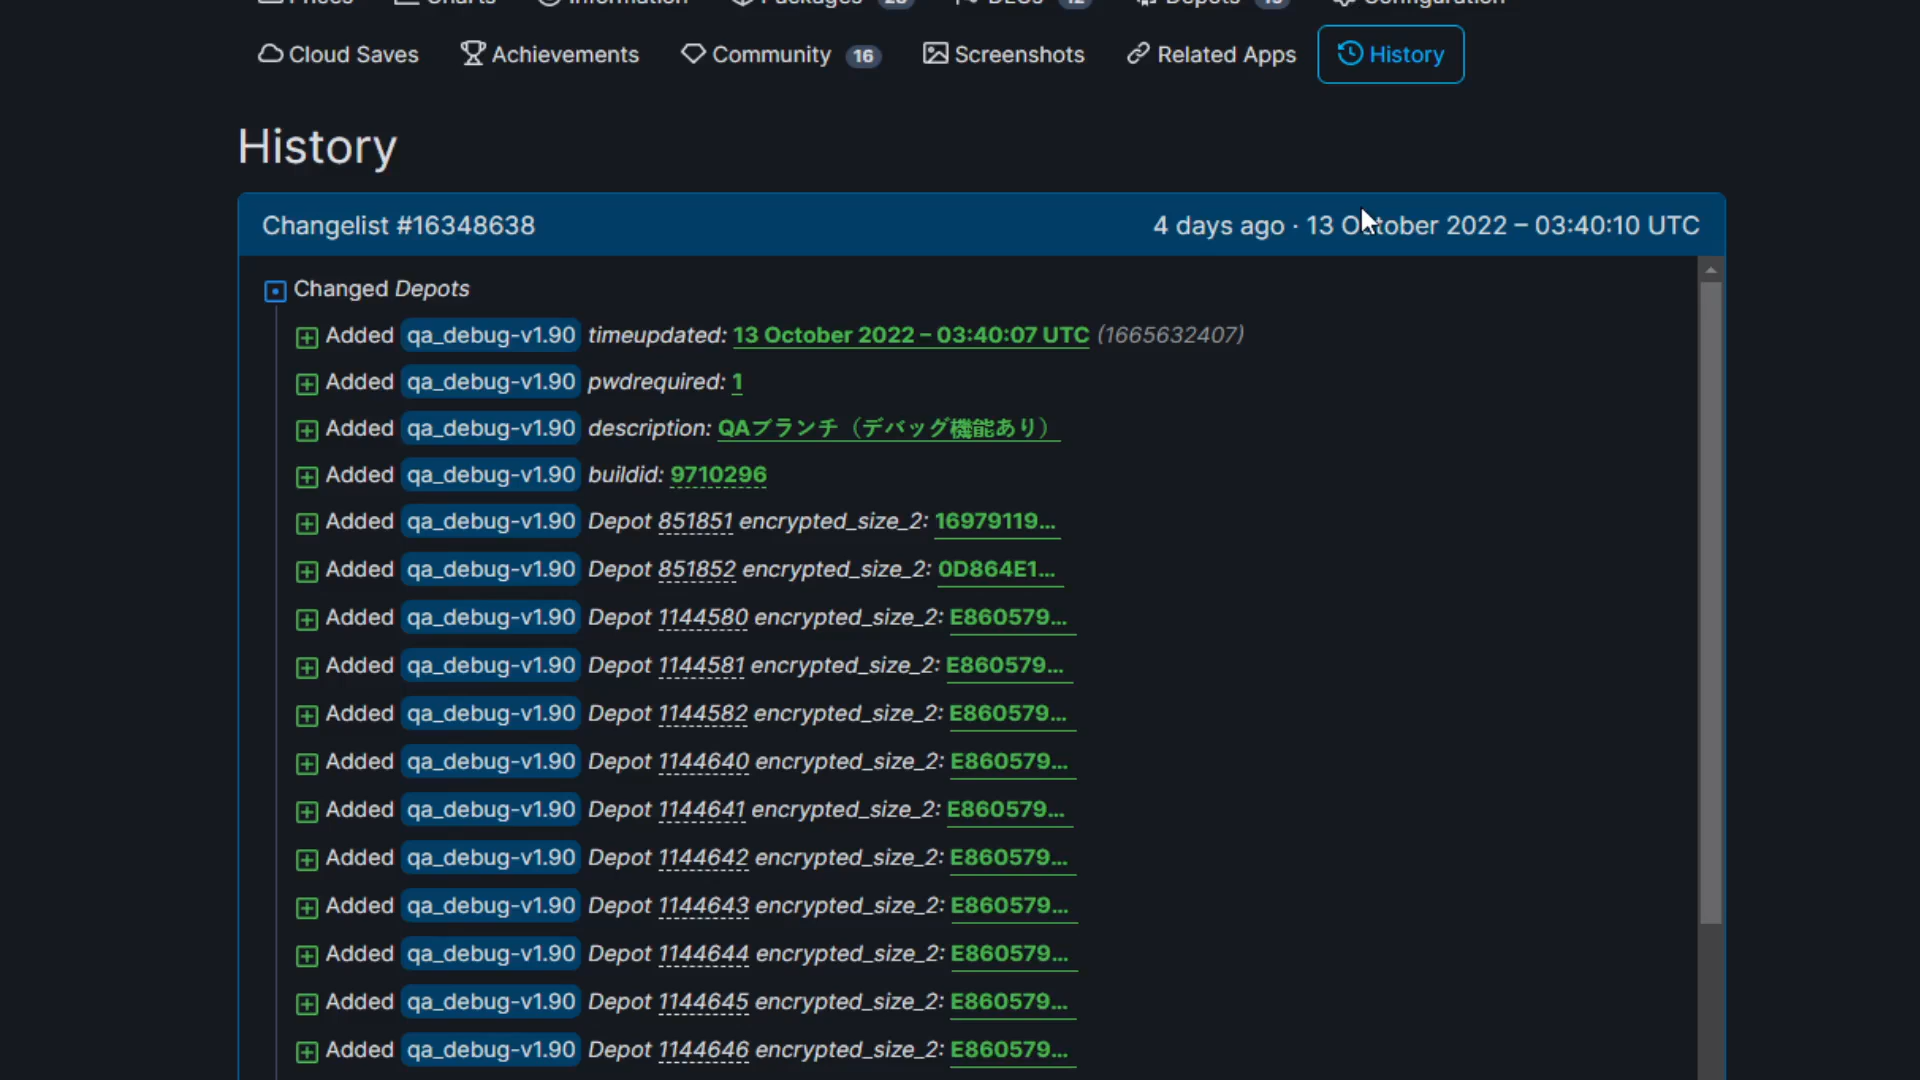 Prices Charts Information Packages DLCs 12 Depots Configuration
Cloud Saves Achievements Community 16 Screenshots Related Apps History
History
Changelist #16348638 4 days ago · 13 October 2022 – 03:40:10 UTC
Changed Depots
Added qa_debug-v1.90 timeupdated: 13 October 2022 – 03:40:07 UTC (1665632407)
Added qa_debug-v1.90 pwdrequired: 1
Added qa_debug-v1.90 description: QAブランチ（デバッグ機能あり）
Added qa_debug-v1.90 buildid: 9710296
Added qa_debug-v1.90 Depot 851851 encrypted_size_2: 16979119...
Added qa_debug-v1.90 Depot 851852 encrypted_size_2: 0D864E1...
Added qa_debug-v1.90 Depot 1144580 encrypted_size_2: E860579...
Added qa_debug-v1.90 Depot 1144581 encrypted_size_2: E860579...
Added qa_debug-v1.90 Depot 1144582 encrypted_size_2: E860579...
Added qa_debug-v1.90 Depot 1144640 encrypted_size_2: E860579...
Added qa_debug-v1.90 Depot 1144641 encrypted_size_2: E860579...
Added qa_debug-v1.90 Depot 1144642 encrypted_size_2: E860579...
Added qa_debug-v1.90 Depot 1144643 encrypted_size_2: E860579...
Added qa_debug-v1.90 Depot 1144644 encrypted_size_2: E860579...
Added qa_debug-v1.90 Depot 1144645 encrypted_size_2: E860579...
Added qa_debug-v1.90 Depot 1144646 encrypted_size_2: E860579...